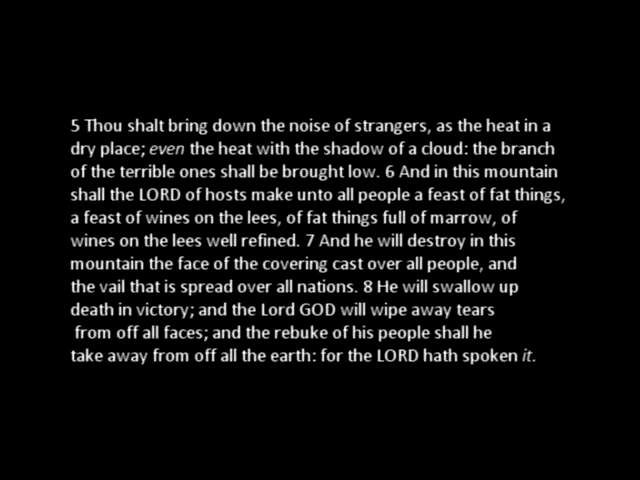 5 Thou shalt bring down the noise of strangers, as the heat in a
dry place; even the heat with the shadow of a cloud: the branch
of the terrible ones shall be brought low. 6 And in this mountain
shall the LORD of hosts make unto all people a feast of fat things,
a feast of wines on the lees, of fat things full of marrow, of
wines on the lees well refined. 7 And he will destroy in this
mountain the face of the covering cast over all people, and
the vail that is spread over all nations. 8 He will swallow up
death in victory; and the Lord GOD will wipe away tears
from off all faces; and the rebuke of his people shall he
take away from off all the earth: for the LORD hath spoken it.